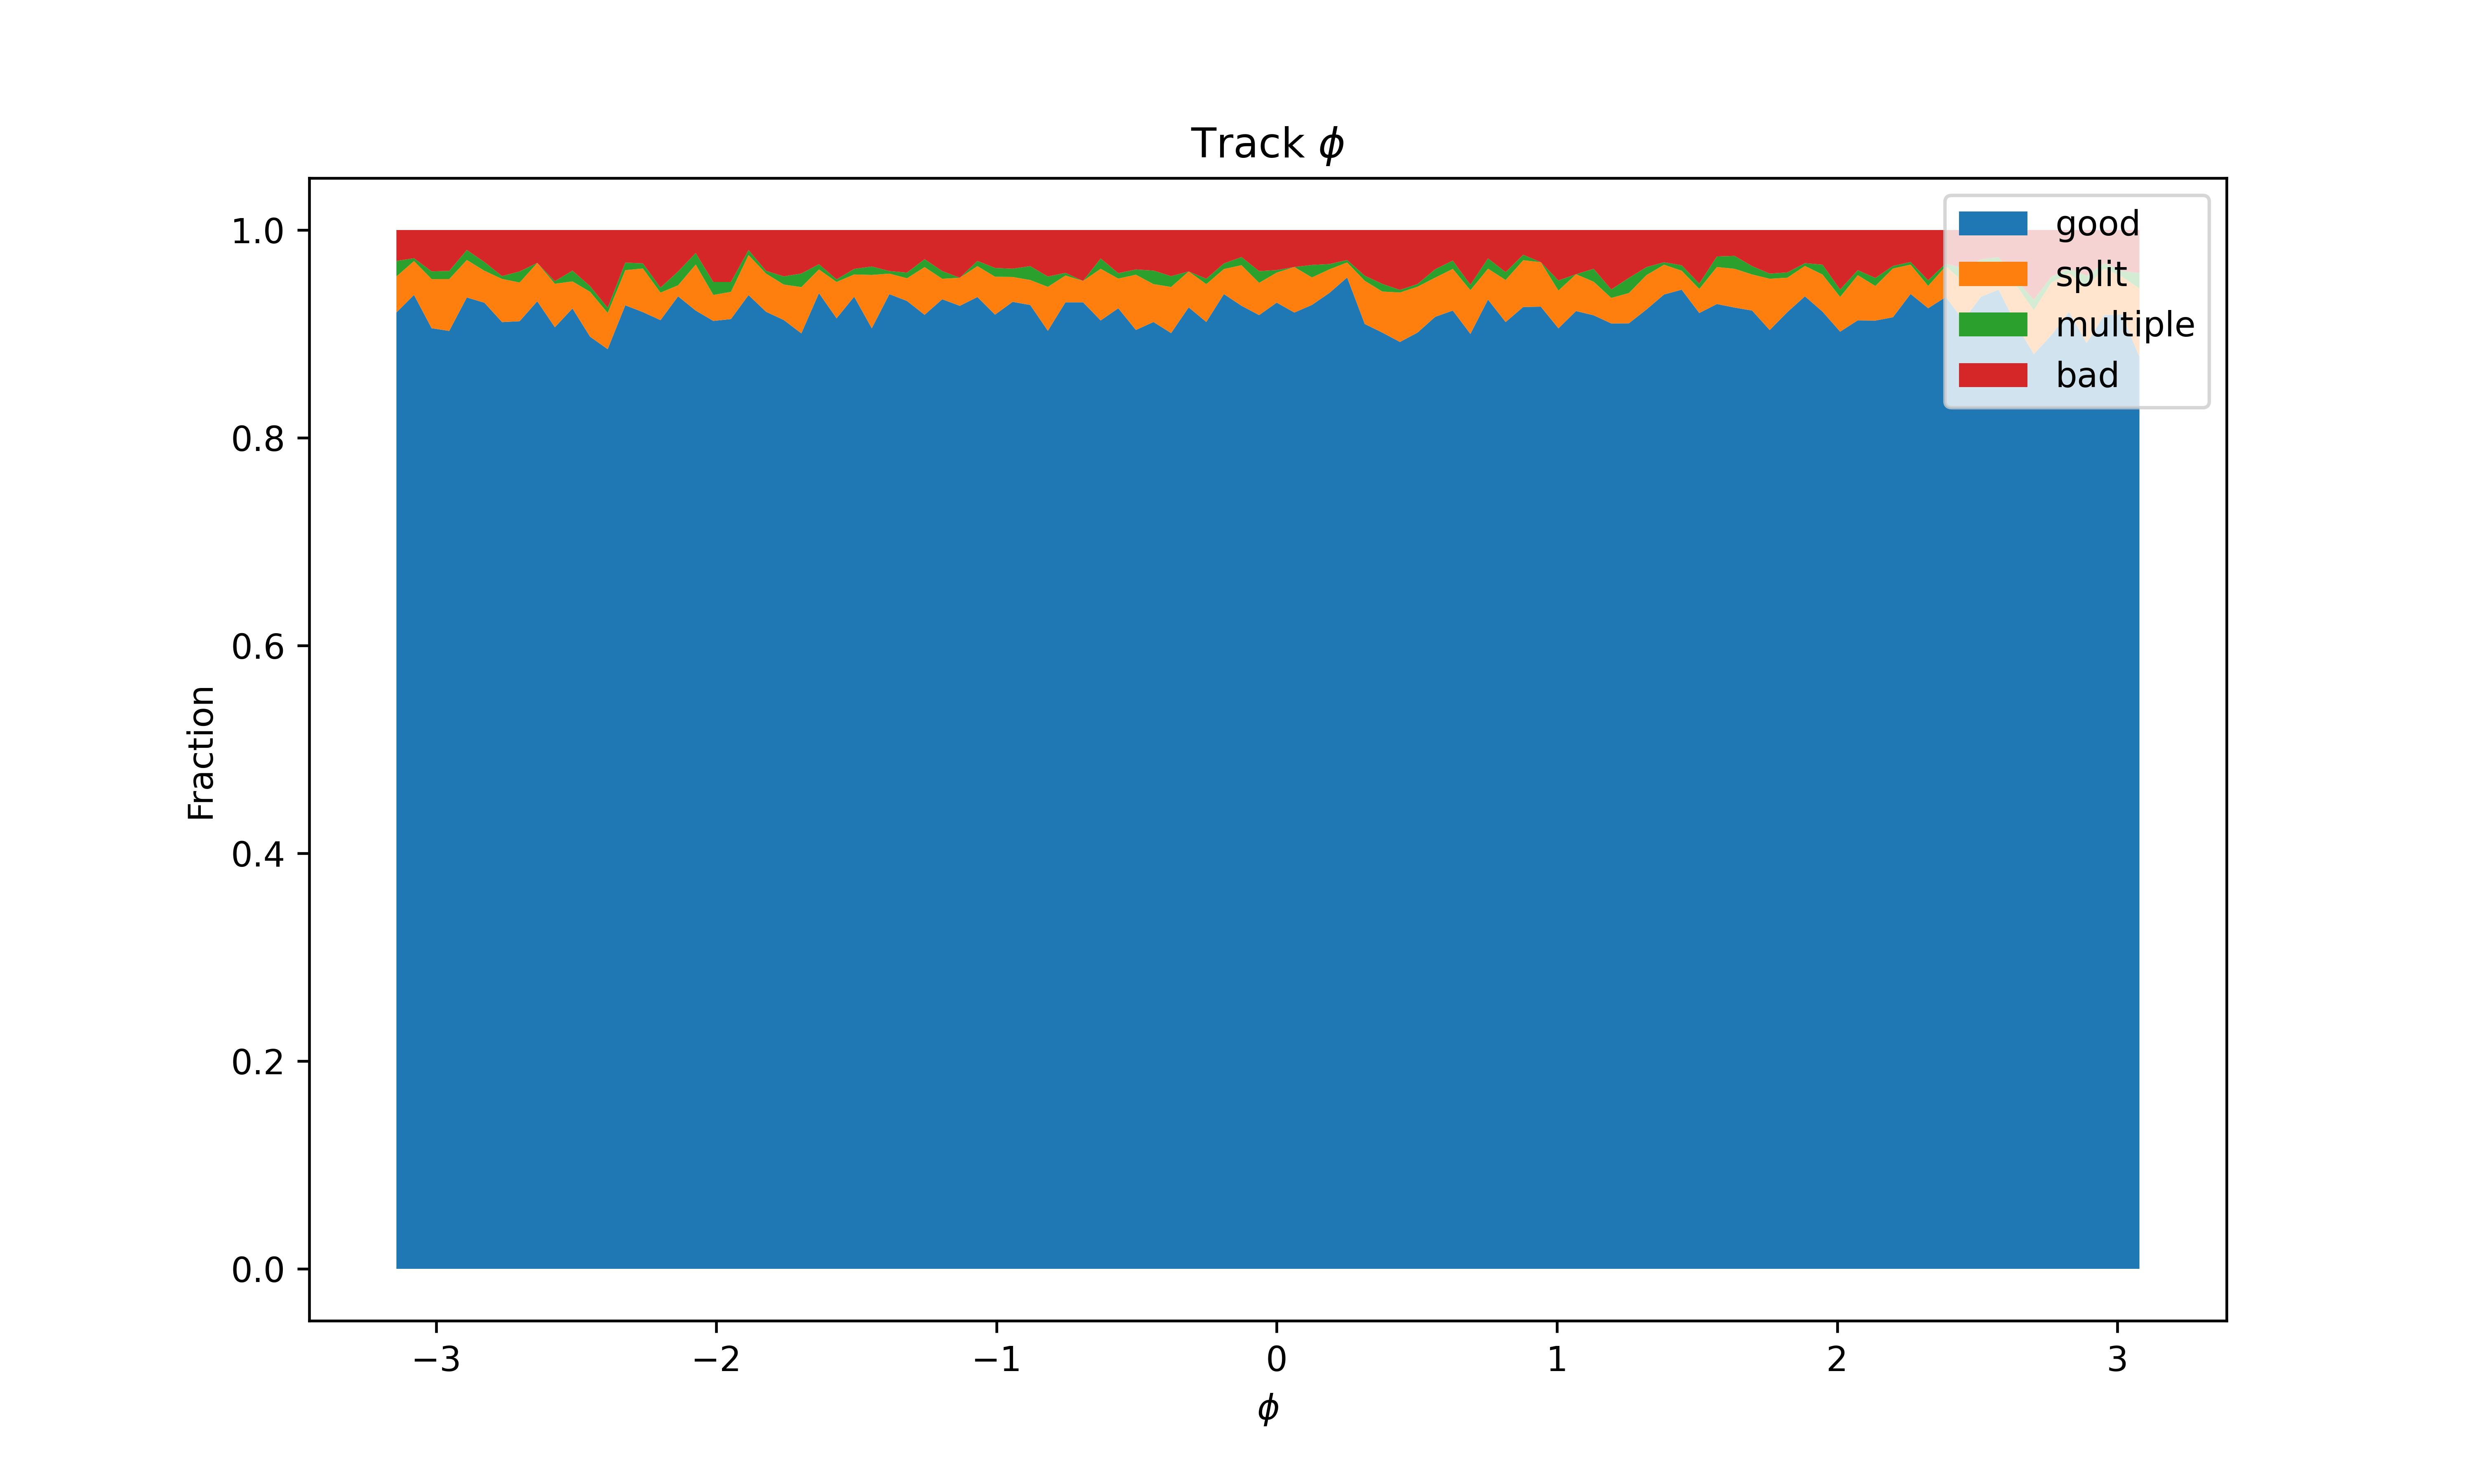 Track ϕ
1.0
0.8
0.6
0.4
0.2
0.0
Fraction
good
split
multiple
bad
−3 −2 −1 0 1 2 3
ϕ